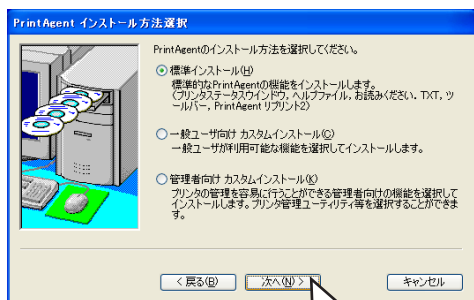 PrintAgent インストール方法選択
PrintAgentのインストール方法を選択してください。
標準インストール(H)
標準的なPrintAgentの機能をインストールします。
(プリンタステータスウインドウ, ヘルプファイル, お読みください. TXT, ツ
ールバー, PrintAgent リプリント2)
一般ユーザ向け カスタムインストール(C)
一般ユーザが利用可能な機能を選択してインストールします。
管理者向け カスタムインストール(K)
プリンタの管理を容易に行うことができる管理者向けの機能を選択して
インストールします。プリンタ管理ユーティリティ等を選択することができま
す。
< 戻る(B)
次へ(N) >
キャンセル